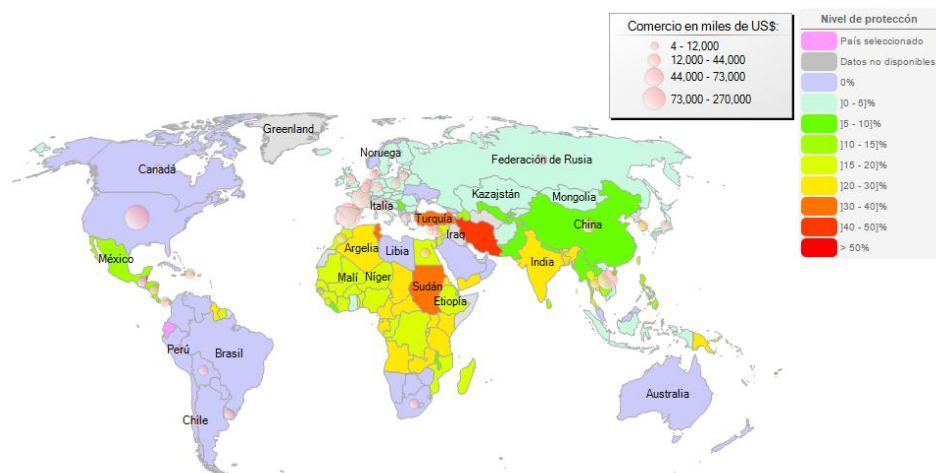 Comercio en miles de US$:
4 - 12,000
12,000 - 44,000
44,000 - 73,000
73,000 - 270,000
Nivel de proteccón
País seleccionado
Datos no disponibles
0%
]0 - 5]%
]5 - 10]%
]10 - 15]%
]15 - 20]%
]20 - 30]%
]30 - 40]%
]40 - 50]%
> 50%
Greenland
Noruega
Canadá
Federación de Rusia
Kazajstán
Mongolia
Italia
Turquía
China
Iraq
Argelia
Libia
México
India
Malí
Níger
Sudán
Etiopía
Perú
Brasil
Australia
Chile